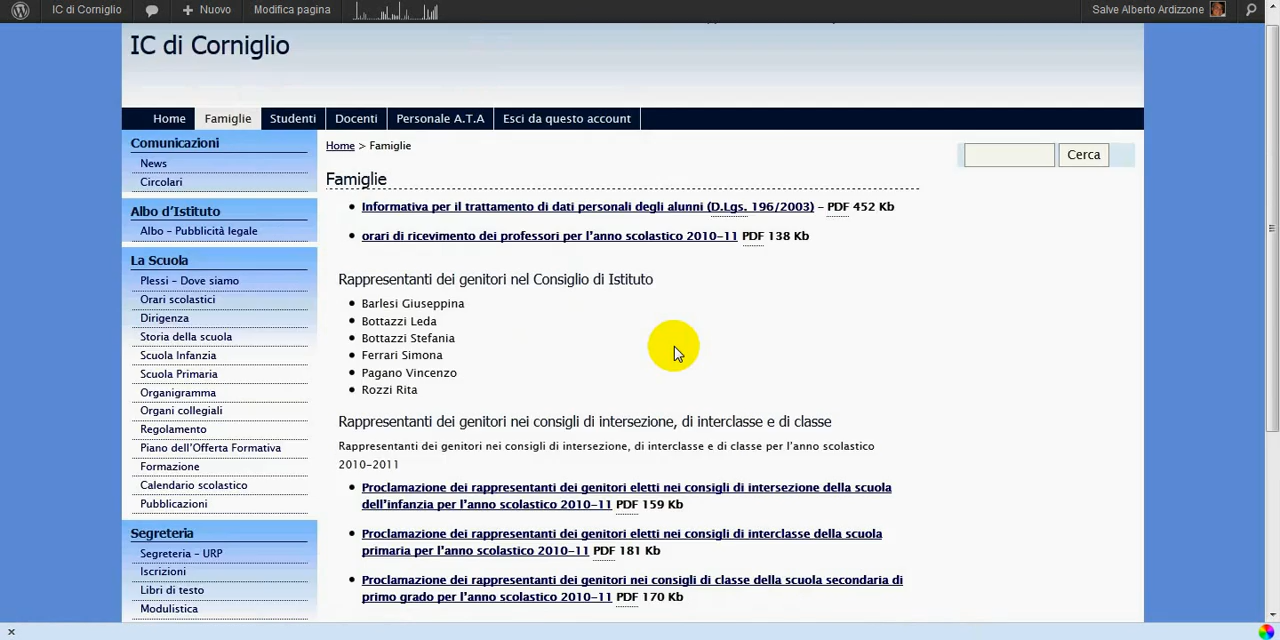 IC di Corniglio
Nuovo
Modifica pagina
Salve Alberto Ardizzone
IC di Corniglio
Home
Famiglie
Studenti
Docenti
Personale A.T.A
Esci da questo account
Comunicazioni
News
Circolari
Albo d'Istituto
Albo – Pubblicità legale
La Scuola
Plessi – Dove siamo
Orari scolastici
Dirigenza
Storia della scuola
Scuola Infanzia
Scuola Primaria
Organigramma
Organi collegiali
Regolamento
Piano dell'Offerta Formativa
Formazione
Calendario scolastico
Pubblicazioni
Segreteria
Segreteria – URP
Iscrizioni
Libri di testo
Modulistica
Home > Famiglie
Cerca
Famiglie
Informativa per il trattamento di dati personali degli alunni (D.Lgs. 196/2003) – PDF 452 Kb
orari di ricevimento dei professori per l'anno scolastico 2010–11 PDF 138 Kb
Rappresentanti dei genitori nel Consiglio di Istituto
Barlesi Giuseppina
Bottazzi Leda
Bottazzi Stefania
Ferrari Simona
Pagano Vincenzo
Rozzi Rita
Rappresentanti dei genitori nei consigli di intersezione, di interclasse e di classe
Rappresentanti dei genitori nei consigli di intersezione, di interclasse e di classe per l'anno scolastico
2010–2011
Proclamazione dei rappresentanti dei genitori eletti nei consigli di intersezione della scuola
dell'infanzia per l'anno scolastico 2010–11 PDF 159 Kb
Proclamazione dei rappresentanti dei genitori eletti nei consigli di interclasse della scuola
primaria per l'anno scolastico 2010–11 PDF 181 Kb
Proclamazione dei rappresentanti dei genitori nei consigli di classe della scuola secondaria di
primo grado per l'anno scolastico 2010–11 PDF 170 Kb